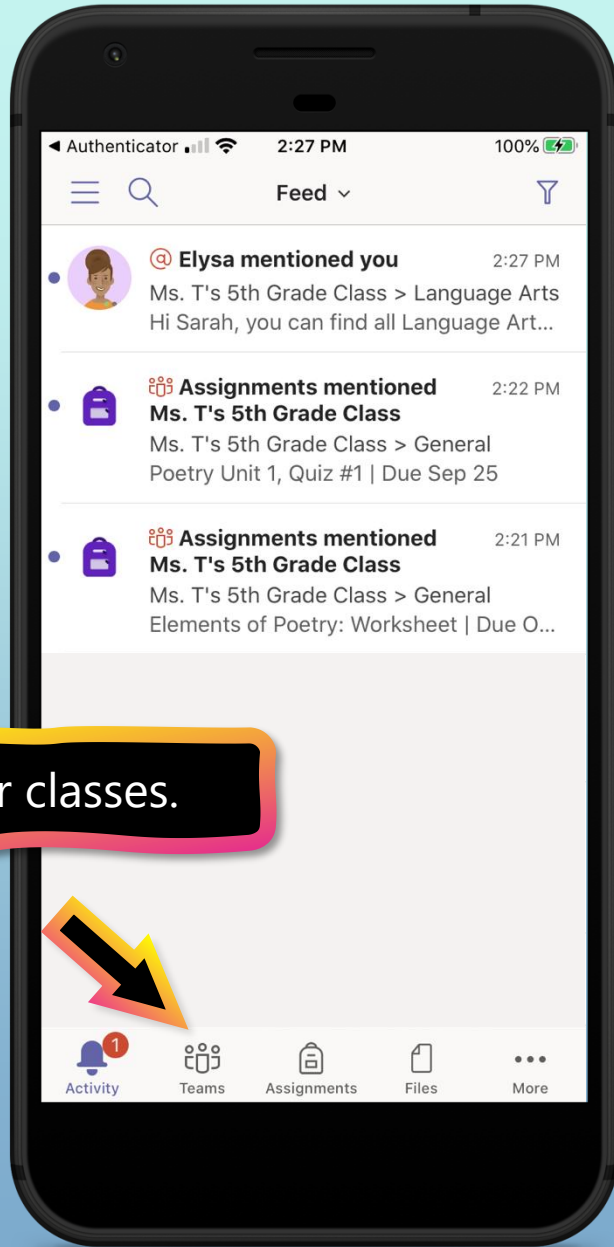 Authenticator 2:27 PM 100%
Feed
@ Elysa mentioned you 2:27 PM
Ms. T's 5th Grade Class > Language Arts
Hi Sarah, you can find all Language Art...
Assignments mentioned 2:22 PM
Ms. T's 5th Grade Class
Ms. T's 5th Grade Class > General
Poetry Unit 1, Quiz #1 | Due Sep 25
Assignments mentioned 2:21 PM
Ms. T's 5th Grade Class
Ms. T's 5th Grade Class > General
Elements of Poetry: Worksheet | Due O...
classes.
1
Activity Teams Assignments Files More